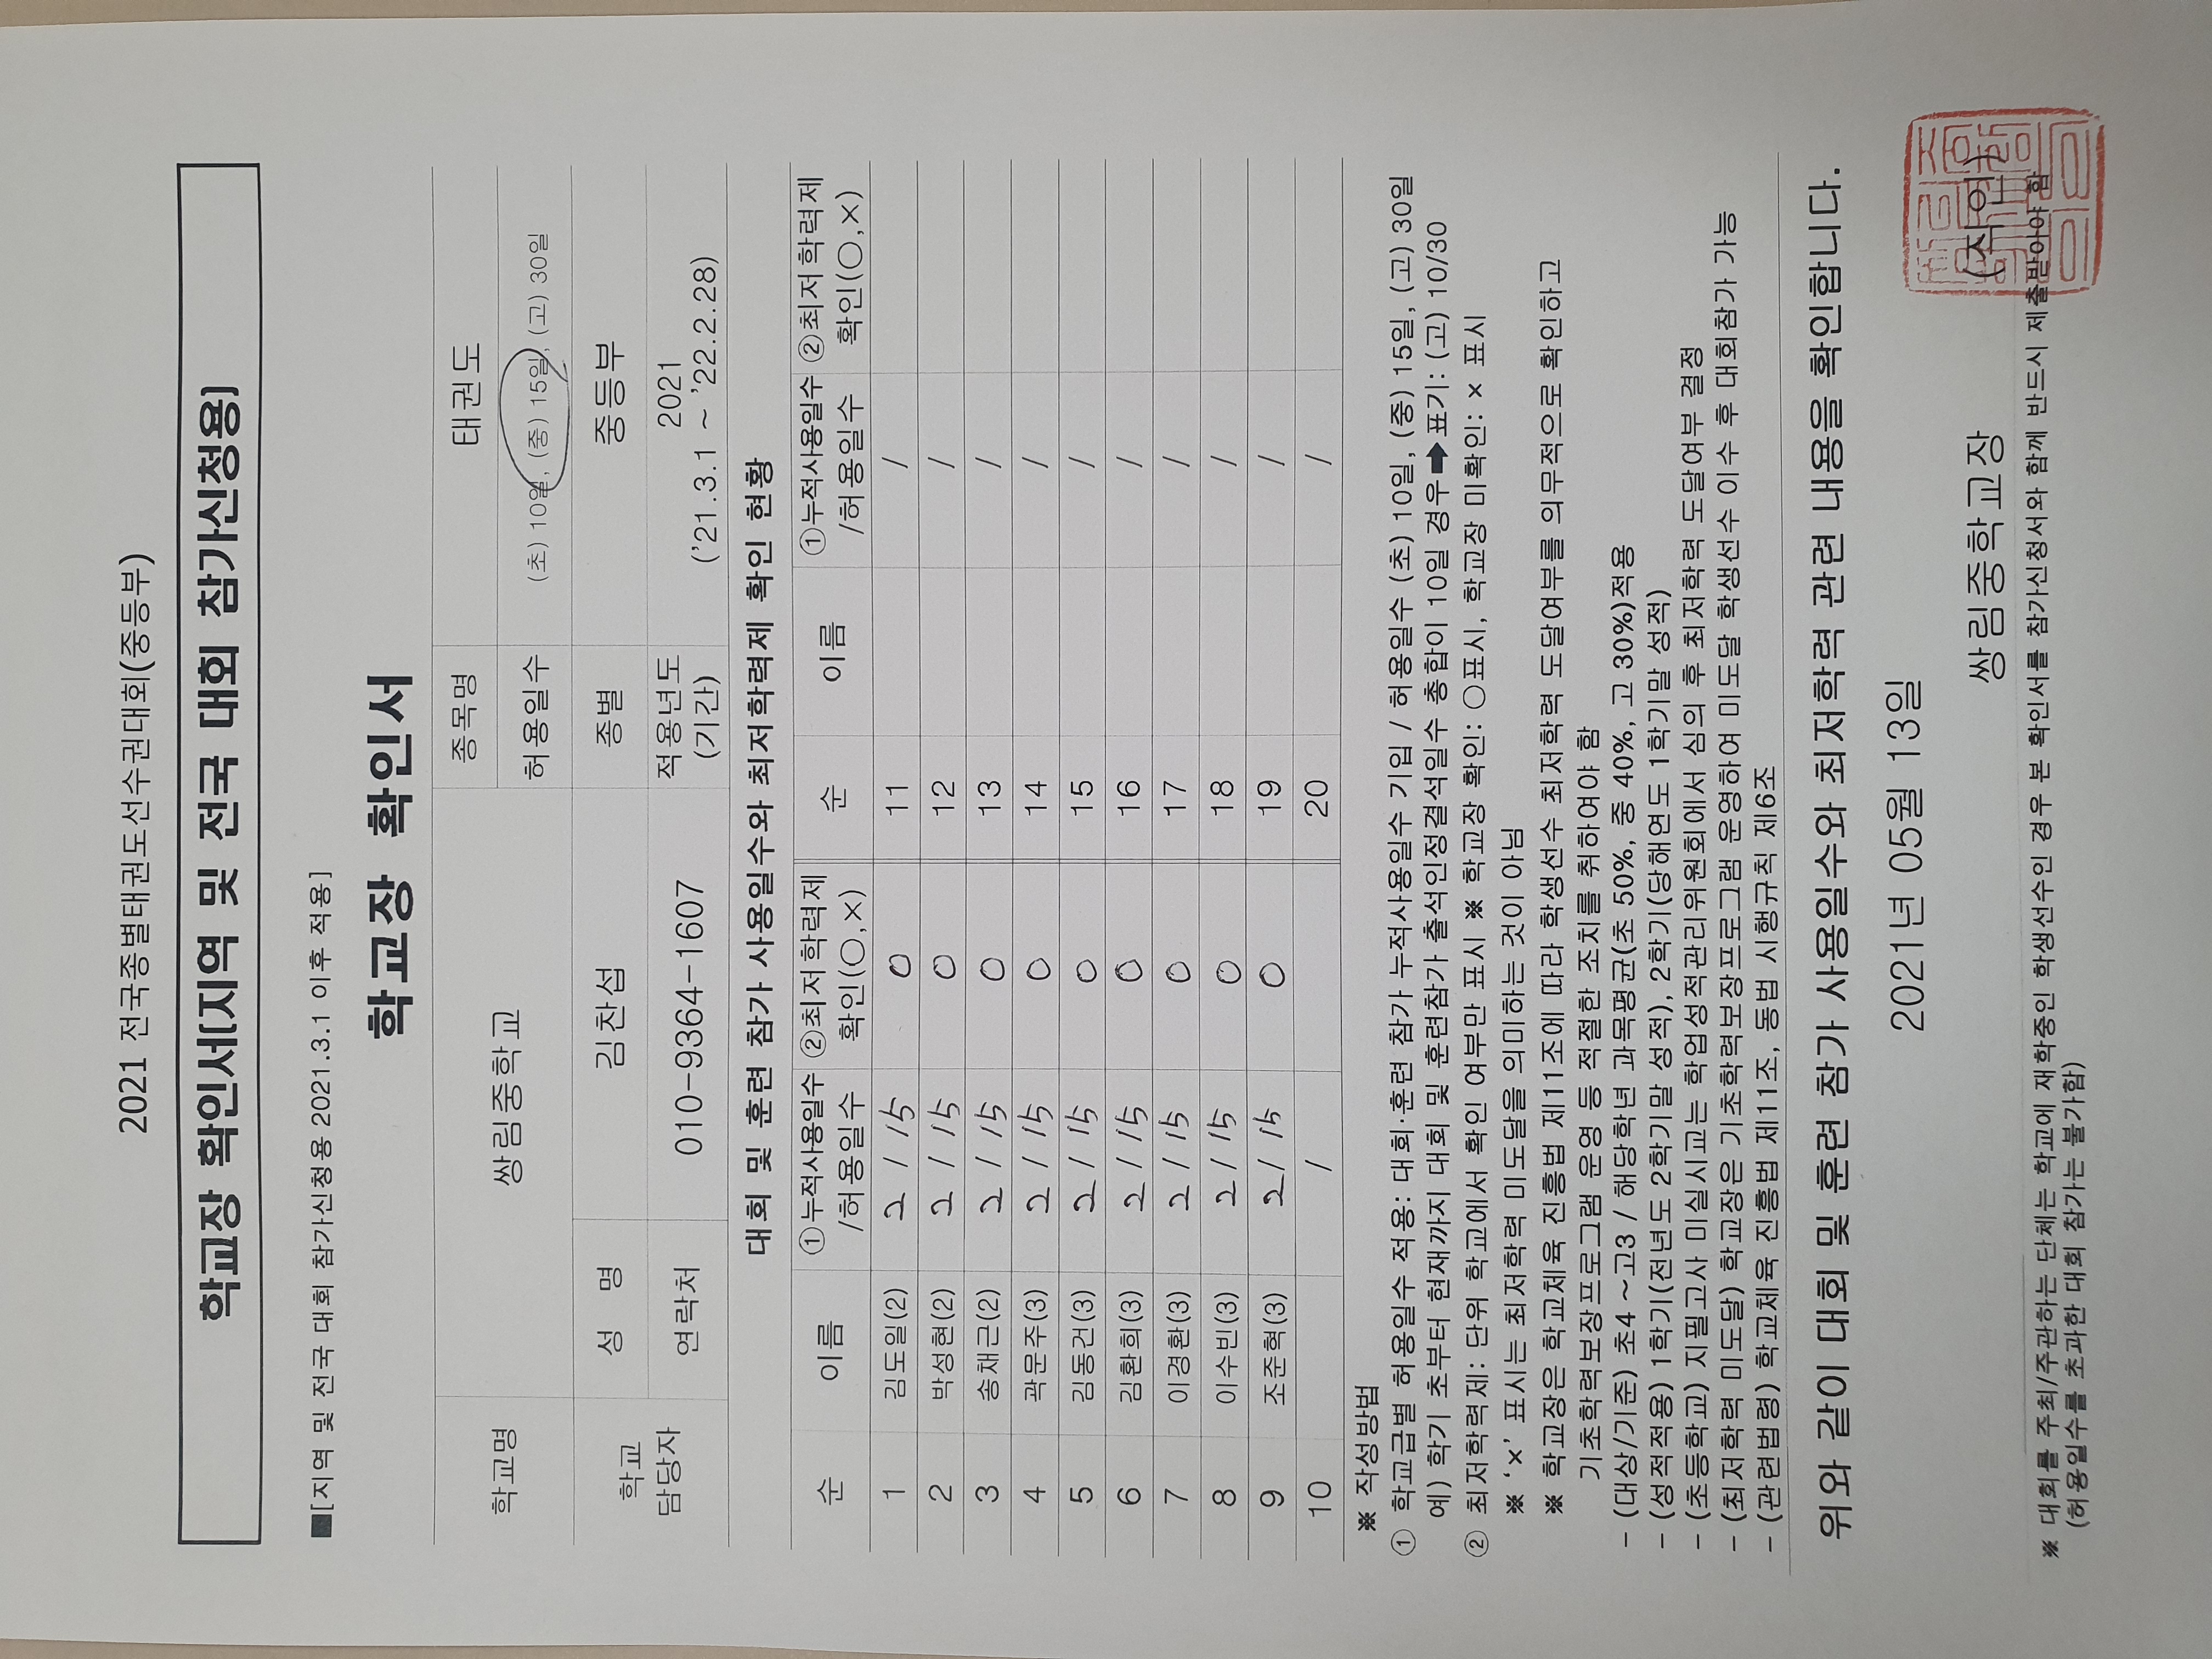 2021 전국종별태권도선수권대회(중등부)
학교장 확인서[지역 및 전국 대회 참가신청용]
■[지역 및 전국 대회 참가신청용 2021.3.1 이후 적용]
학교장 확인서
학교명 쌍림중학교 종목명 태권도
허용일수 (초) 10일, (중) 15일, (고) 30일
학교 담당자 성 명 김찬섭 종별 중등부
연락처 010-9364-1607 적용년도 2021
(기간) ('21.3.1 ~ '22.2.28)
대회 및 훈련 참가 사용일수와 최저학력제 확인 현황
순 이름 ①누적사용일수 ②최저학력제 순 이름 ①누적사용일수 ②최저학력제
/허용일수 확인(○,×) /허용일수 확인(○,×)
1 김도일(2) 2 / 15 O 11 /
2 박성현(2) 2 / 15 O 12 /
3 송채근(2) 2 / 15 O 13 /
4 곽문주(3) 2 / 15 O 14 /
5 김동건(3) 2 / 15 O 15 /
6 김환희(3) 2 / 15 O 16 /
7 이경환(3) 2 / 15 O 17 /
8 이수빈(3) 2 / 15 O 18 /
9 조준혁(3) 2 / 15 O 19 /
10 / 20 /
※ 작성방법
① 학교급별 허용일수 적용: 대회·훈련 참가 누적사용일수 기입 / 허용일수 (초) 10일, (중) 15일, (고) 30일
예) 학기 초부터 현재까지 대회 및 훈련참가 출석인정결석일수 총합이 10일 경우➡표기: (고) 10/30
② 최저학력제: 단위 학교에서 확인 여부만 표시 ※ 학교장 확인: ○표시, 학교장 미확인: × 표시
※ '×' 표시는 최저학력 미도달을 의미하는 것이 아님
※ 학교장은 학교체육 진흥법 제11조에 따라 학생선수 최저학력 도달여부를 의무적으로 확인하고
기초학력보장프로그램 운영 등 적절한 조치를 취하여야 함
- (대상/기준) 초4 ~고3 / 해당학년 과목평균(초 50%, 중 40%, 고 30%)적용
- (성적적용) 1학기(전년도 2학기말 성적), 2학기(당해연도 1학기말 성적)
- (초등학교) 지필고사 미실시교는 학업성적관리위원회에서 심의 후 최저학력 도달여부 결정
- (최저학력 미도달) 학교장은 기초학력보장프로그램 운영하여 미도달 학생선수 이수 후 대회참가 가능
- (관련법령) 학교체육 진흥법 제11조, 동법 시행규칙 제6조
위와 같이 대회 및 훈련 참가 사용일수와 최저학력 관련 내용을 확인합니다.
2021년 05월 13일
쌍림중학교장 (직인)
※ 대회를 주최/주관하는 단체는 학교에 재학중인 학생선수인 경우 본 확인서를 참가신청서와 함께 반드시 제출받아야 함
(허용일수를 초과한 대회 참가는 불가함)